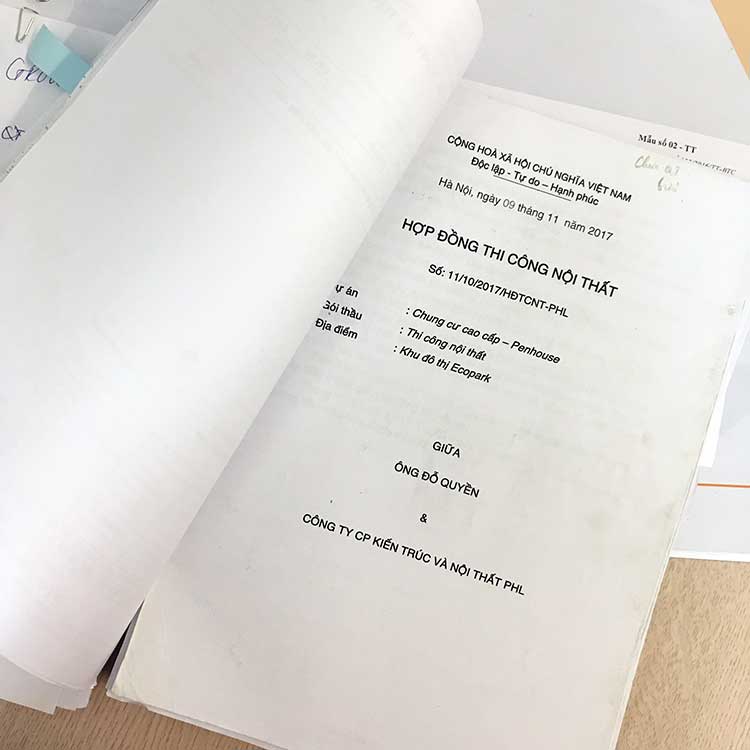 Mẫu số 02 - TT
CỘNG HOÀ XÃ HỘI CHỦ NGHĨA VIỆT NAM
Độc lập - Tự do – Hạnh phúc
Hà Nội, ngày 09 tháng 11 năm 2017
HỢP ĐỒNG THI CÔNG NỘI THẤT
Số: 11/10/2017/HĐTCNT-PHL
ự án : Chung cư cao cấp – Penhouse
Gói thầu : Thi công nội thất
Địa điểm : Khu đô thị Ecopark
GIỮA
ÔNG ĐỖ QUYỀN
&
CÔNG TY CP KIẾN TRÚC VÀ NỘI THẤT PHL